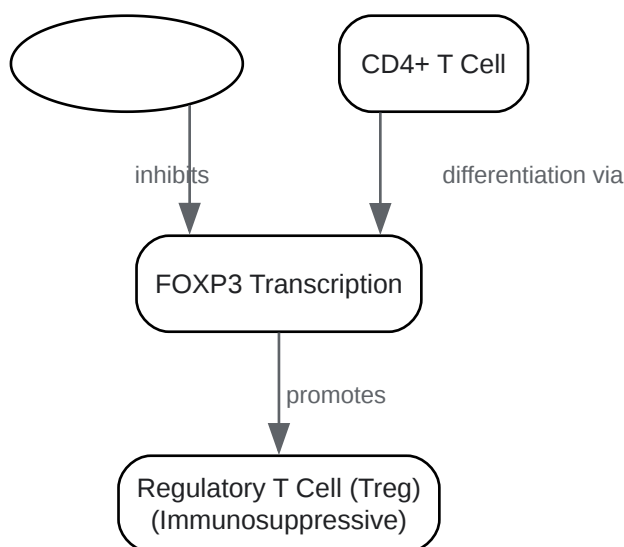 CD4+ T Cell
inhibits
differentiation via
FOXP3 Transcription
promotes
Regulatory T Cell (Treg)
(Immunosuppressive)